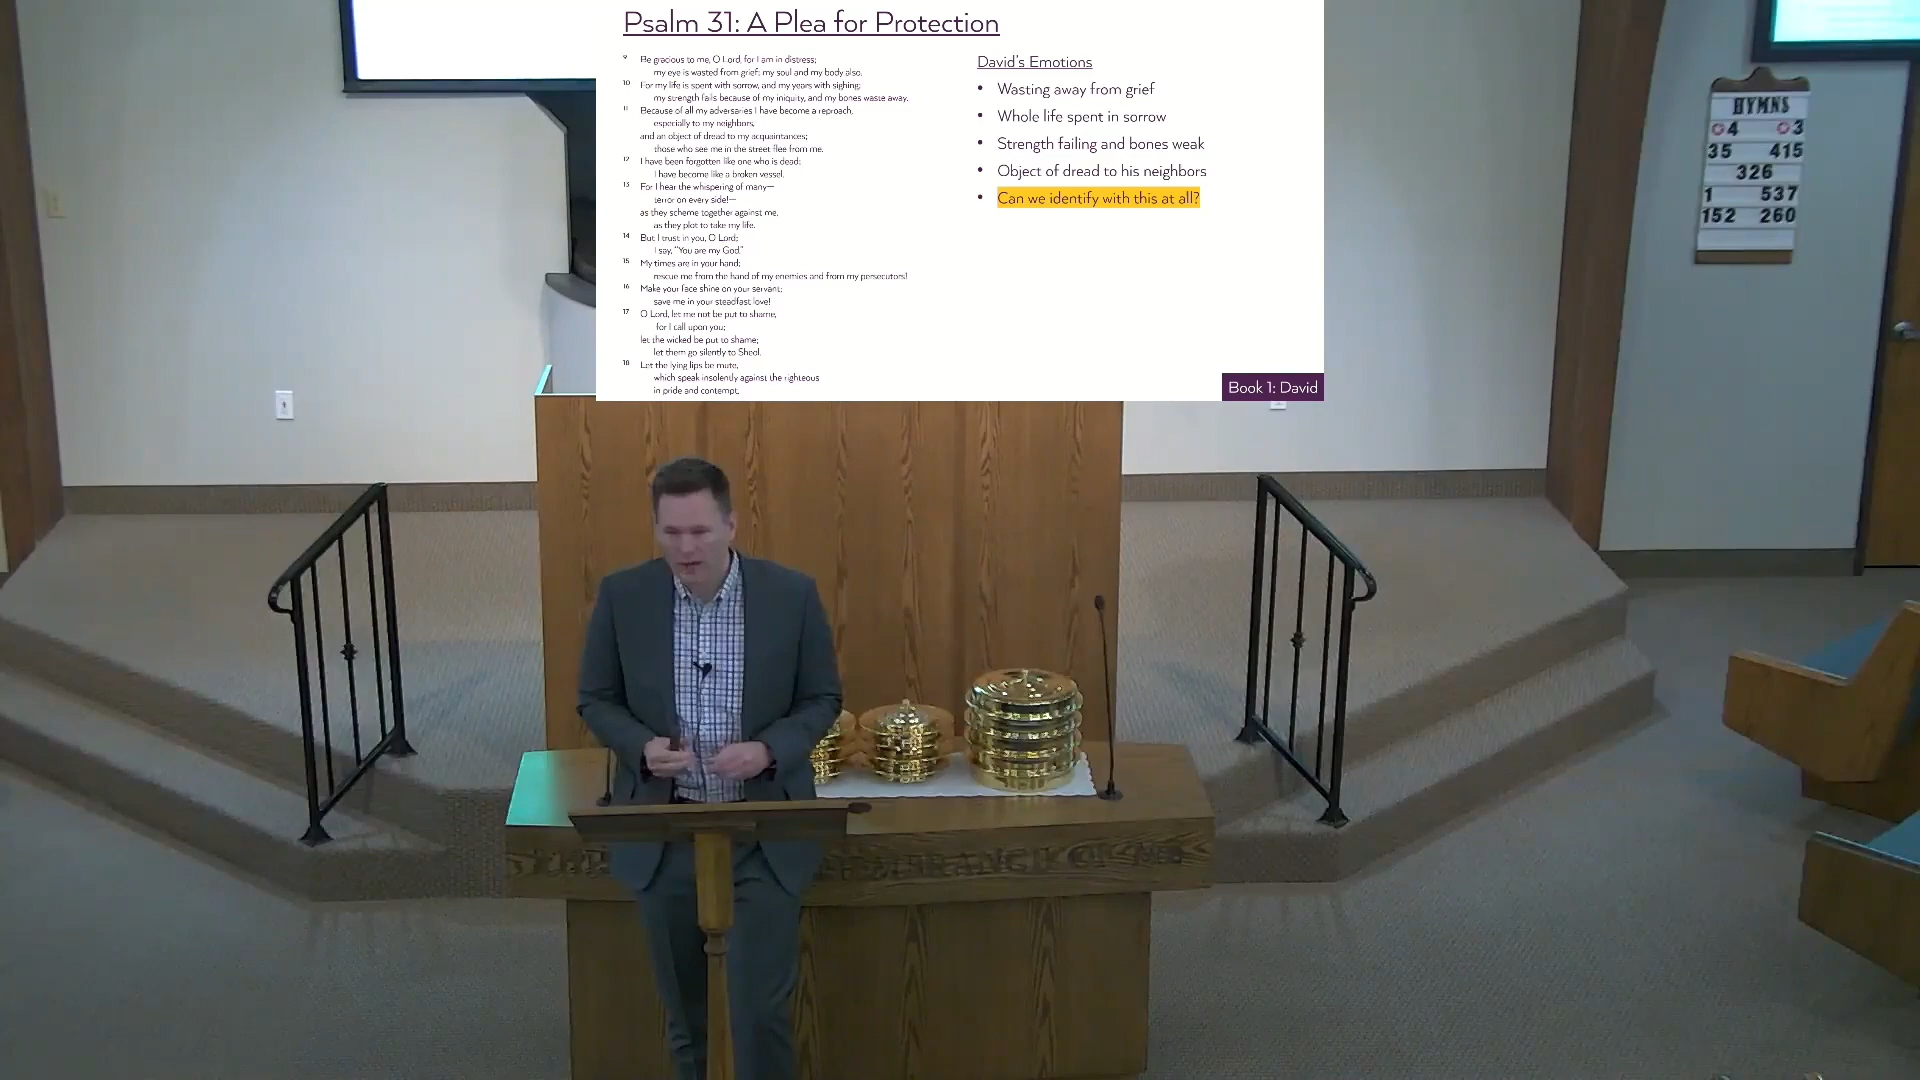 Psalm 31: A Plea for Protection
9 Be gracious to me, O Lord, for I am in distress;
my eye is wasted from grief; my soul and my body also.
10 For my life is spent with sorrow, and my years with sighing;
my strength fails because of my iniquity, and my bones waste away.
11 Because of all my adversaries I have become a reproach,
especially to my neighbors,
and an object of dread to my acquaintances;
those who see me in the street flee from me.
12 I have been forgotten like one who is dead;
I have become like a broken vessel.
13 For I hear the whispering of many—
terror on every side!—
as they scheme together against me,
as they plot to take my life.
14 But I trust in you, O Lord;
I say, "You are my God."
15 My times are in your hand;
rescue me from the hand of my enemies and from my persecutors!
16 Make your face shine on your servant;
save me in your steadfast love!
17 O Lord, let me not be put to shame,
for I call upon you;
let the wicked be put to shame;
let them go silently to Sheol.
18 Let the lying lips be mute,
which speak insolently against the righteous
in pride and contempt.
David's Emotions
• Wasting away from grief
• Whole life spent in sorrow
• Strength failing and bones weak
• Object of dread to his neighbors
• Can we identify with this at all?
Book 1: David
HYMNS
4 3
35 415
326
1 537
152 260
REMEMBRANCE OF ME